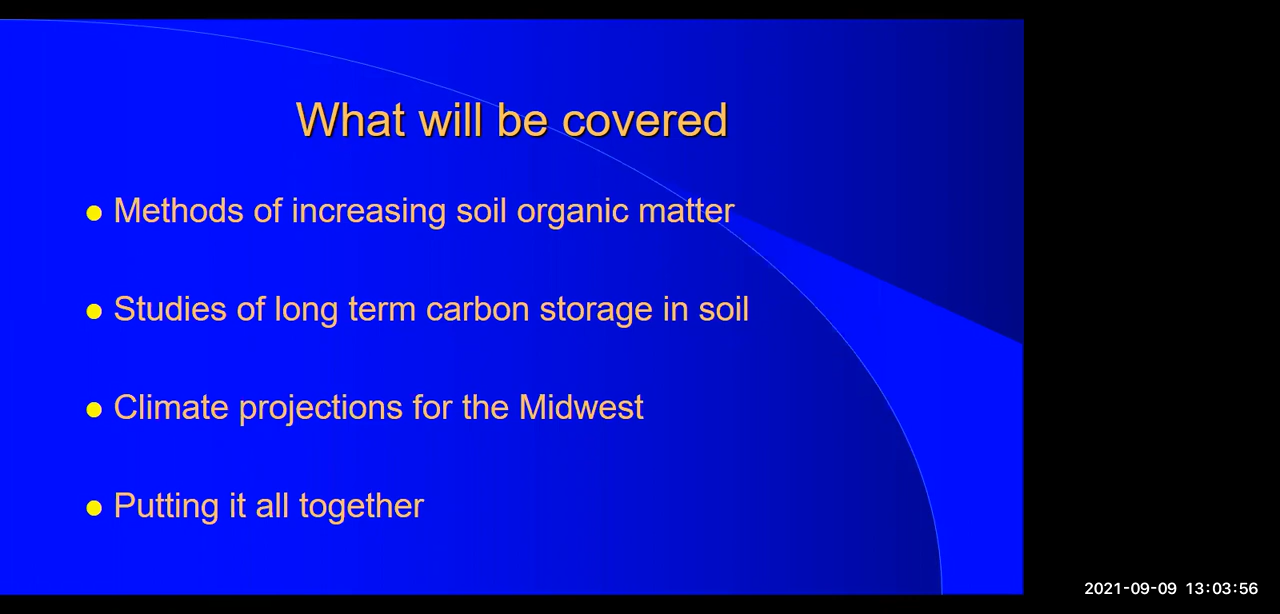 What will be covered
Methods of increasing soil organic matter
Studies of long term carbon storage in soil
Climate projections for the Midwest
Putting it all together
2021-09-09 13:03:56